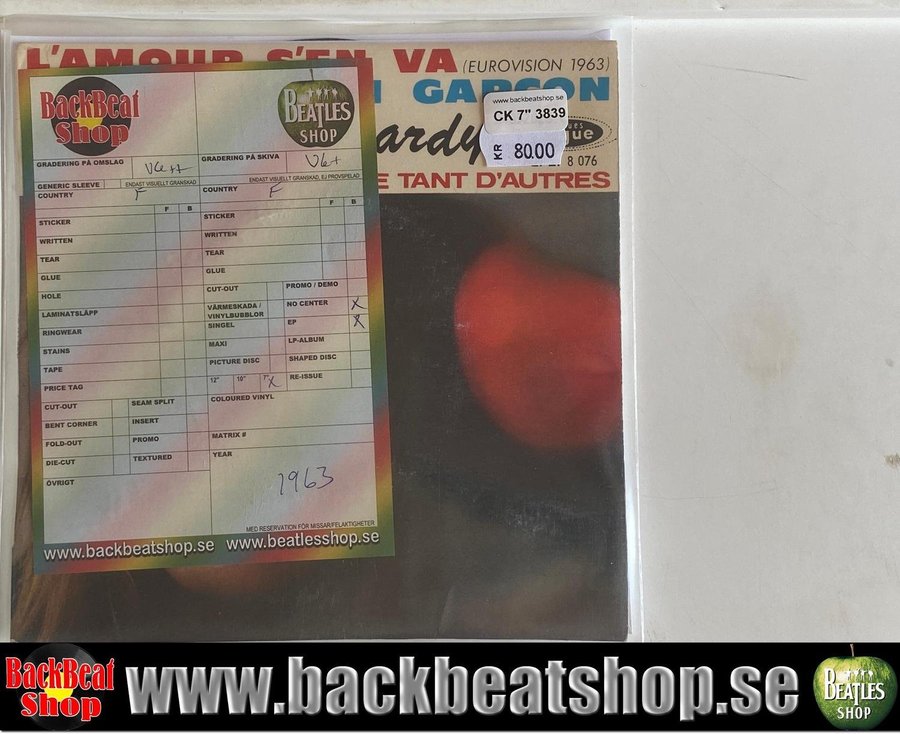 L'AMOUR S'EN VA (EUROVISION 1963)
GARÇON
ardy
8 076
E TANT D'AUTRES
www.backbeatshop.se
CK 7" 3839
KR 80.00
BackBeat Shop
BEATLES SHOP
GRADERING PÅ OMSLAG VG++
GRADERING PÅ SKIVA VG+
GENERIC SLEEVE ENDAST VISUELLT GRANSKAD
ENDAST VISUELLT GRANSKAD, EJ PROVSPELAD
COUNTRY F
COUNTRY F
F B
F B
STICKER
WRITTEN
TEAR
GLUE
HOLE
LAMINATSLÄPP
RINGWEAR
STAINS
TAPE
PRICE TAG
CUT-OUT SEAM SPLIT
BENT CORNER INSERT
FOLD-OUT PROMO
DIE-CUT TEXTURED
ÖVRIGT
STICKER
WRITTEN
TEAR
GLUE
CUT-OUT PROMO / DEMO
VÄRMESKADA / VINYLBUBBLOR NO CENTER X
SINGEL EP X
MAXI LP-ALBUM
PICTURE DISC SHAPED DISC
12" 10" 7" X RE-ISSUE
COLOURED VINYL
MATRIX #
YEAR
1963
MED RESERVATION FÖR MISSAR/FELAKTIGHETER
www.backbeatshop.se www.beatlesshop.se
BackBeat Shop
www.backbeatshop.se
BEATLES SHOP